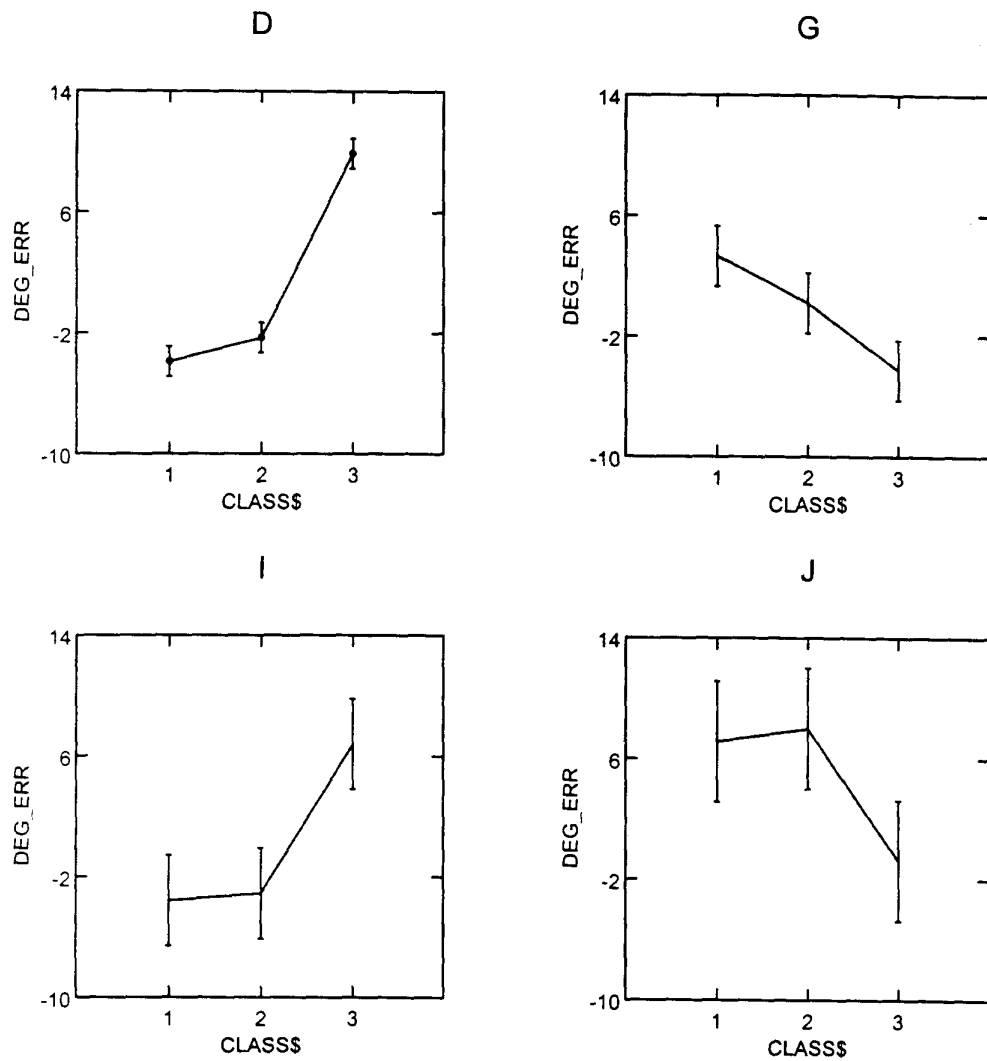 D
14
6
-2
-10
DEG_ERR
1 2 3
CLASS$
G
14
6
-2
-10
DEG_ERR
1 2 3
CLASS$
I
14
6
-2
-10
DEG_ERR
1 2 3
CLASS$
J
14
6
-2
-10
DEG_ERR
1 2 3
CLASS$